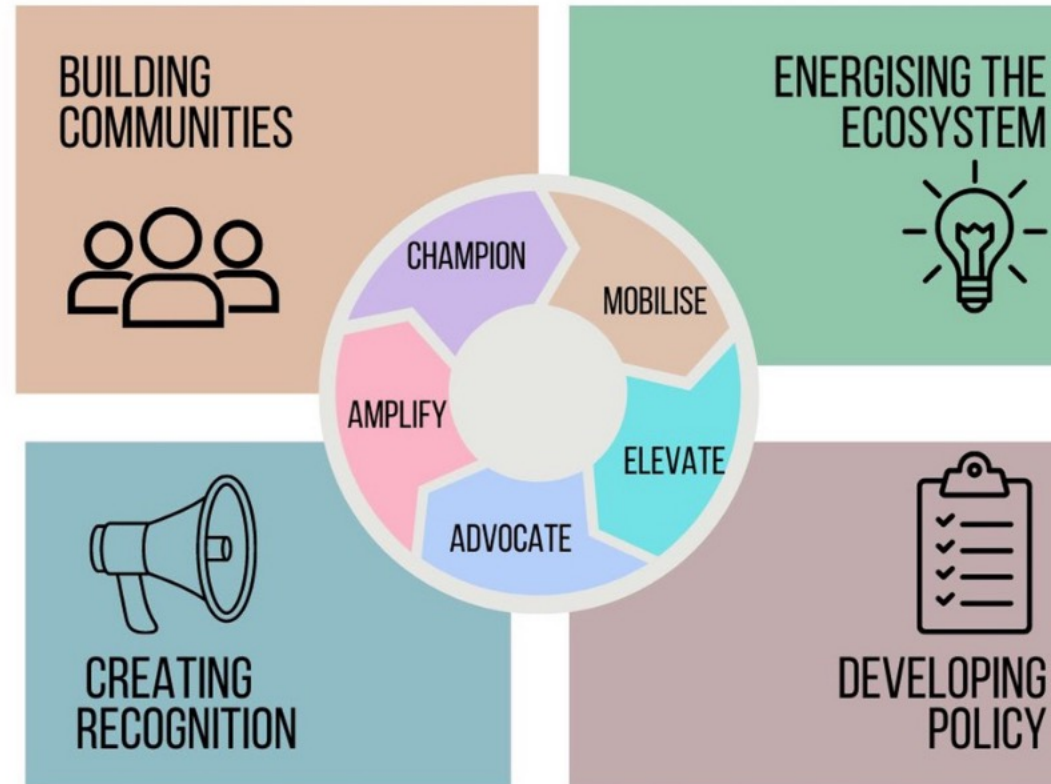 BUILDING
COMMUNITIES
ENERGISING THE
ECOSYSTEM
CHAMPION
MOBILISE
AMPLIFY
ELEVATE
ADVOCATE
CREATING
RECOGNITION
DEVELOPING
POLICY